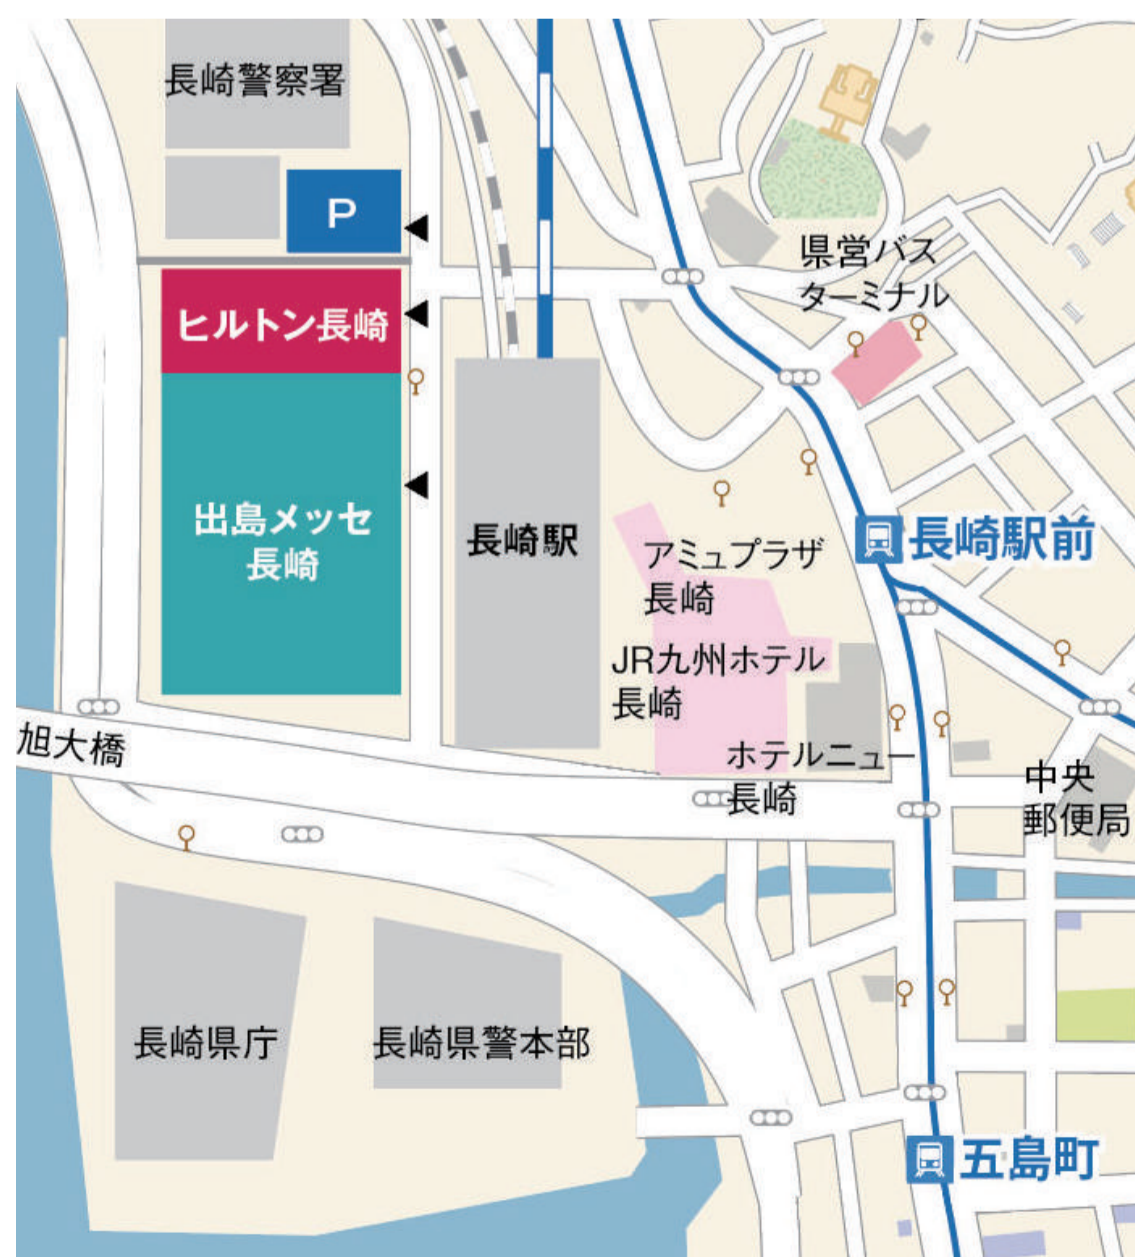 長崎警察署
P
ヒルトン長崎
県営バス
ターミナル
出島メッセ
長崎
長崎駅
アミュプラザ
長崎
長崎駅前
JR九州ホテル
長崎
旭大橋
ホテルニュー
長崎
中央
郵便局
長崎県庁
長崎県警本部
五島町